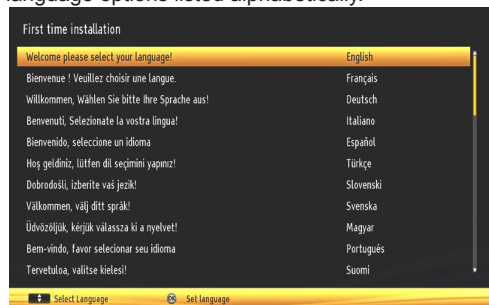 language options listed alphabetically.
First time installation
Welcome please select your language! English
Bienvenue ! Veuillez choisir une langue. Français
Willkommen, Wählen Sie bitte Ihre Sprache aus! Deutsch
Benvenuti, Selezionate la vostra lingua! Italiano
Bienvenido, seleccione un idioma Español
Hoş geldiniz, lütfen dil seçimini yapınız! Türkçe
Dobrodošli, izberite vaš jezik! Slovenski
Välkommen, välj ditt språk! Svenska
Üdvözöljük, kérjük válassza ki a nyelvet! Magyar
Bem-vindo, favor selecionar seu idioma Português
Tervetuloa, valitse kielesi! Suomi
Select Language OK Set language